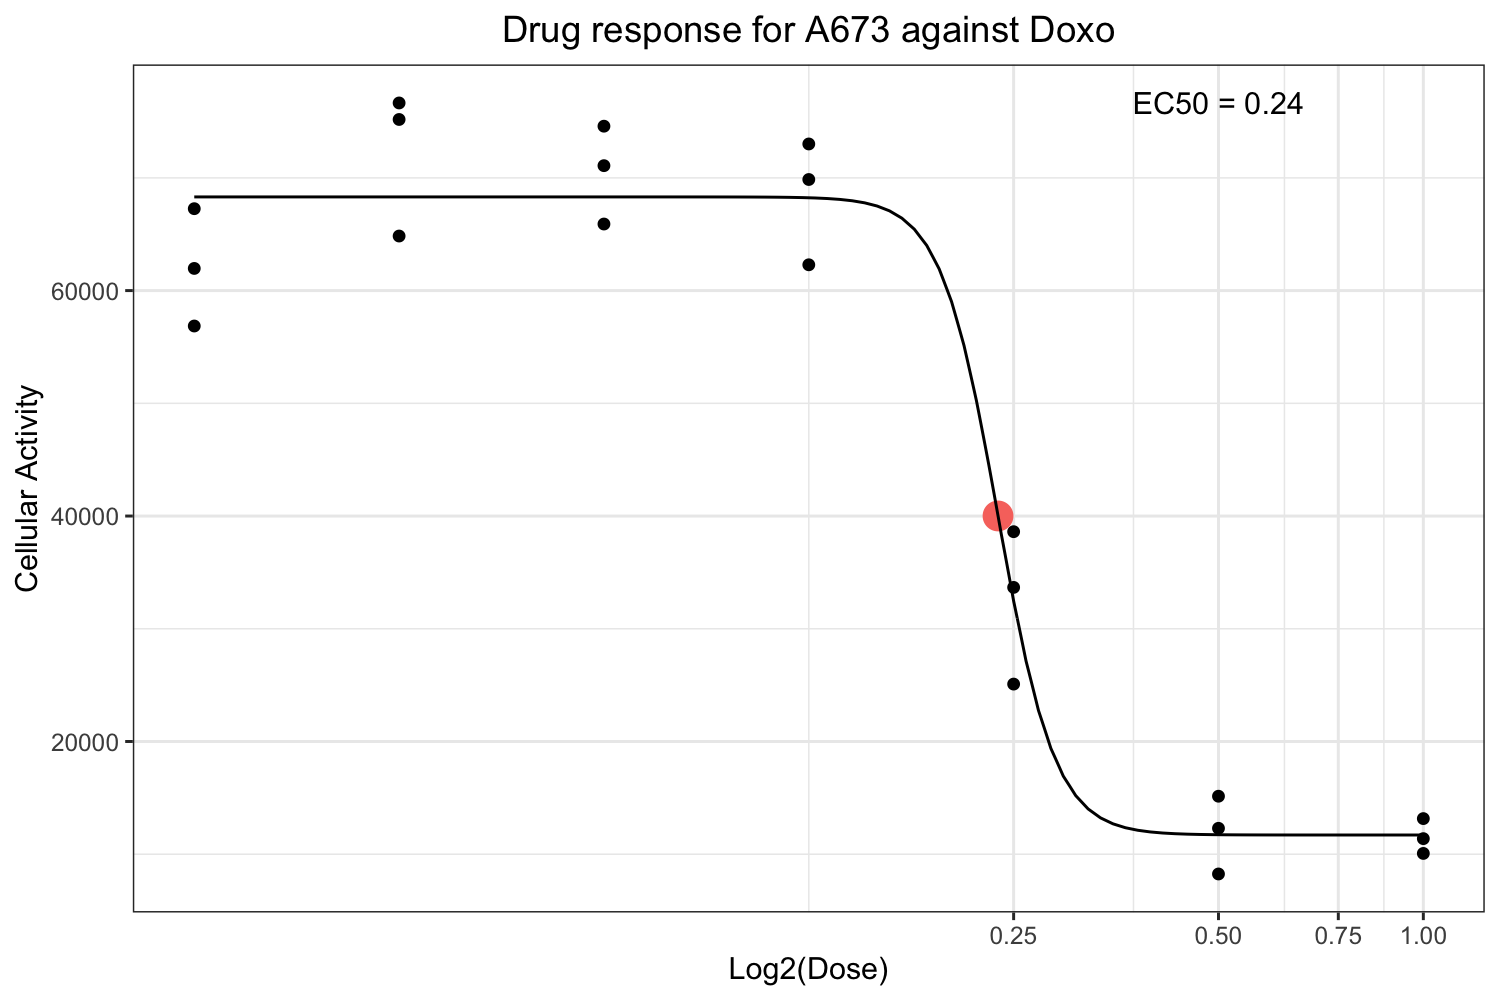 Drug response for A673 against Doxo
EC50 = 0.24
Cellular Activity
60000
40000
20000
0.25 0.50 0.75 1.00
Log2(Dose)